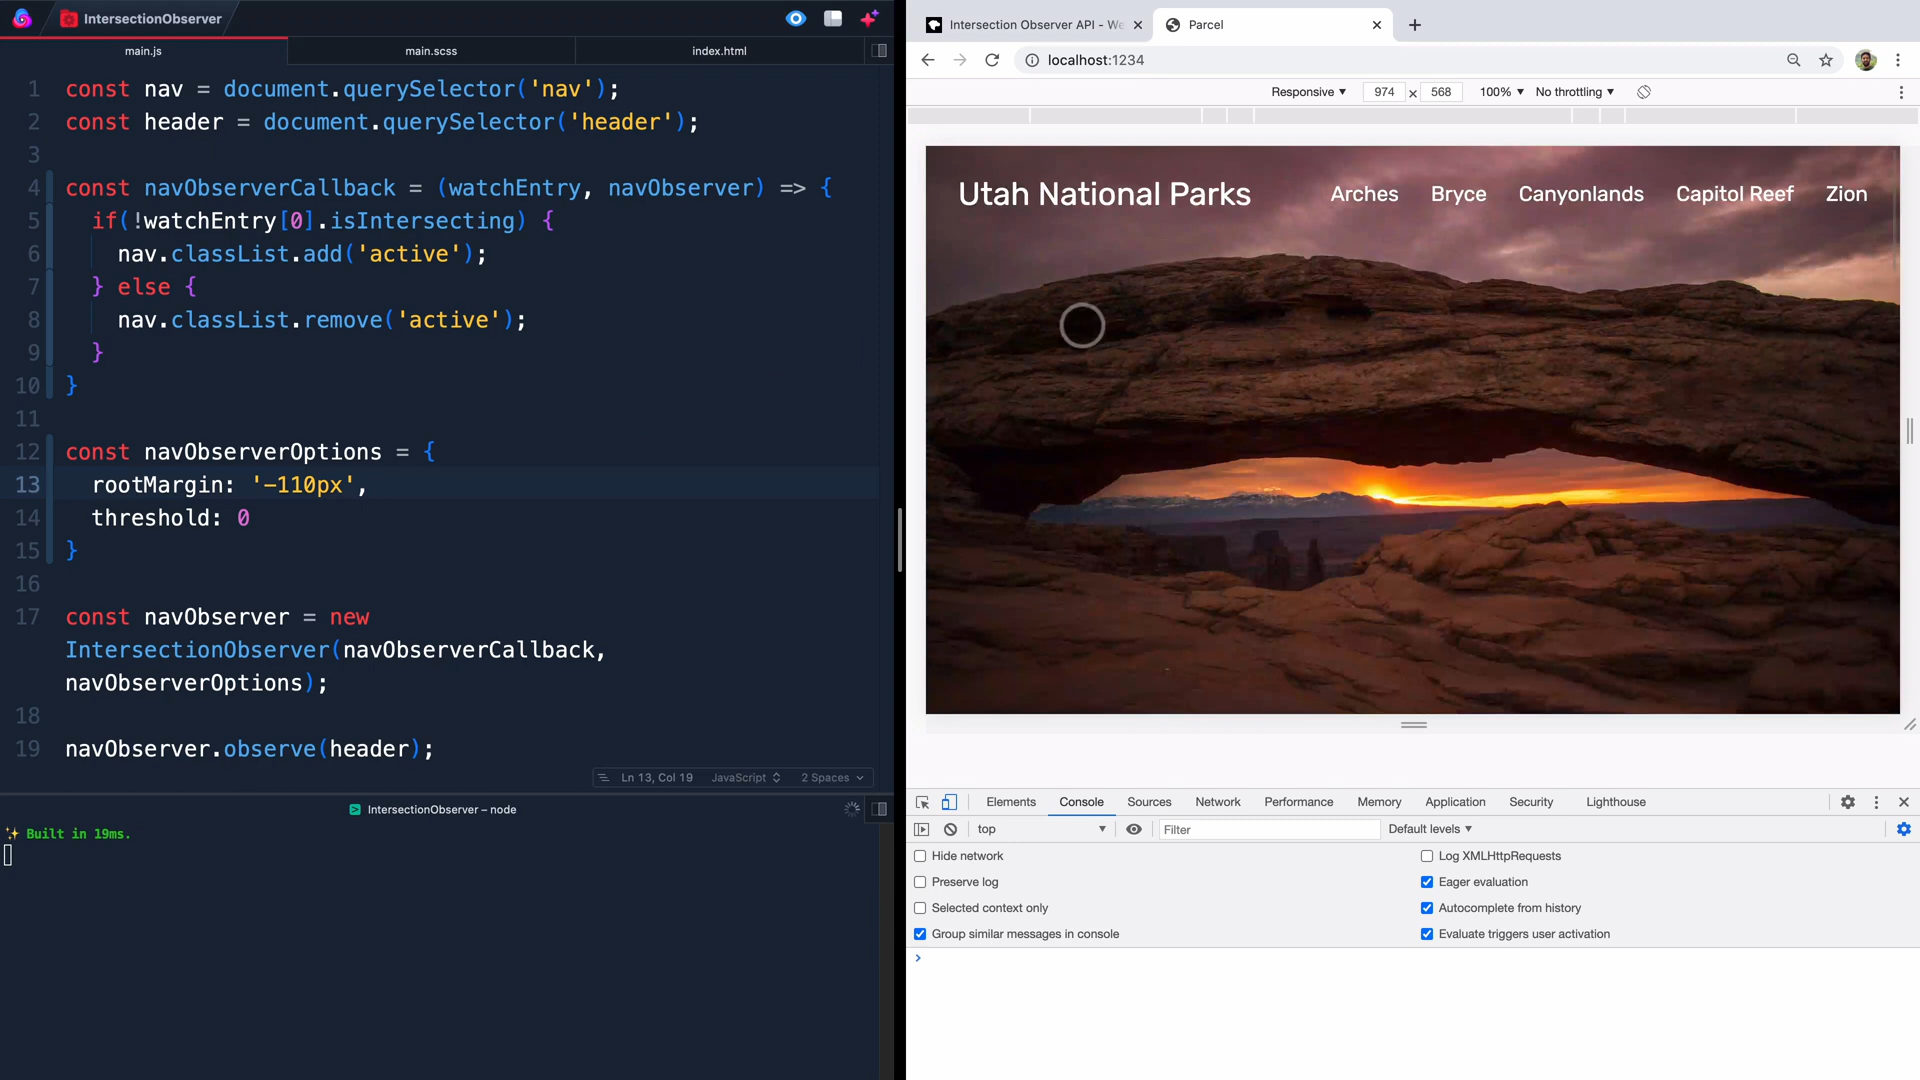 IntersectionObserver
main.js
main.scss
index.html
1 const nav = document.querySelector('nav');
2 const header = document.querySelector('header');
3
4 const navObserverCallback = (watchEntry, navObserver) => {
5 if(!watchEntry[0].isIntersecting) {
6 nav.classList.add('active');
7 } else {
8 nav.classList.remove('active');
9 }
10 }
11
12 const navObserverOptions = {
13 rootMargin: '-110px',
14 threshold: 0
15 }
16
17 const navObserver = new
IntersectionObserver(navObserverCallback,
navObserverOptions);
18
19 navObserver.observe(header);
Ln 13, Col 19 JavaScript 2 Spaces
IntersectionObserver – node
Built in 19ms.
Intersection Observer API - We
Parcel
localhost:1234
Responsive 974 × 568 100% No throttling
Utah National Parks Arches Bryce Canyonlands Capitol Reef Zion
Elements Console Sources Network Performance Memory Application Security Lighthouse
top Filter Default levels
Hide network
Log XMLHttpRequests
Preserve log
Eager evaluation
Selected context only
Autocomplete from history
Group similar messages in console
Evaluate triggers user activation